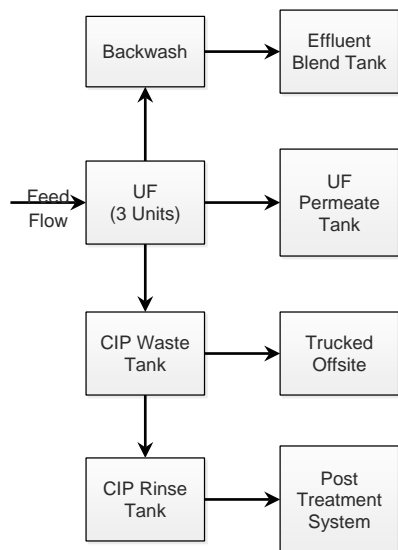 Backwash
Effluent
Blend Tank
Feed
Flow
UF
(3 Units)
UF
Permeate
Tank
CIP Waste
Tank
Trucked
Offsite
CIP Rinse
Tank
Post
Treatment
System